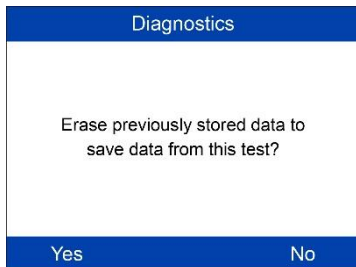 Diagnostics
Erase previously stored data to
save data from this test?
Yes No